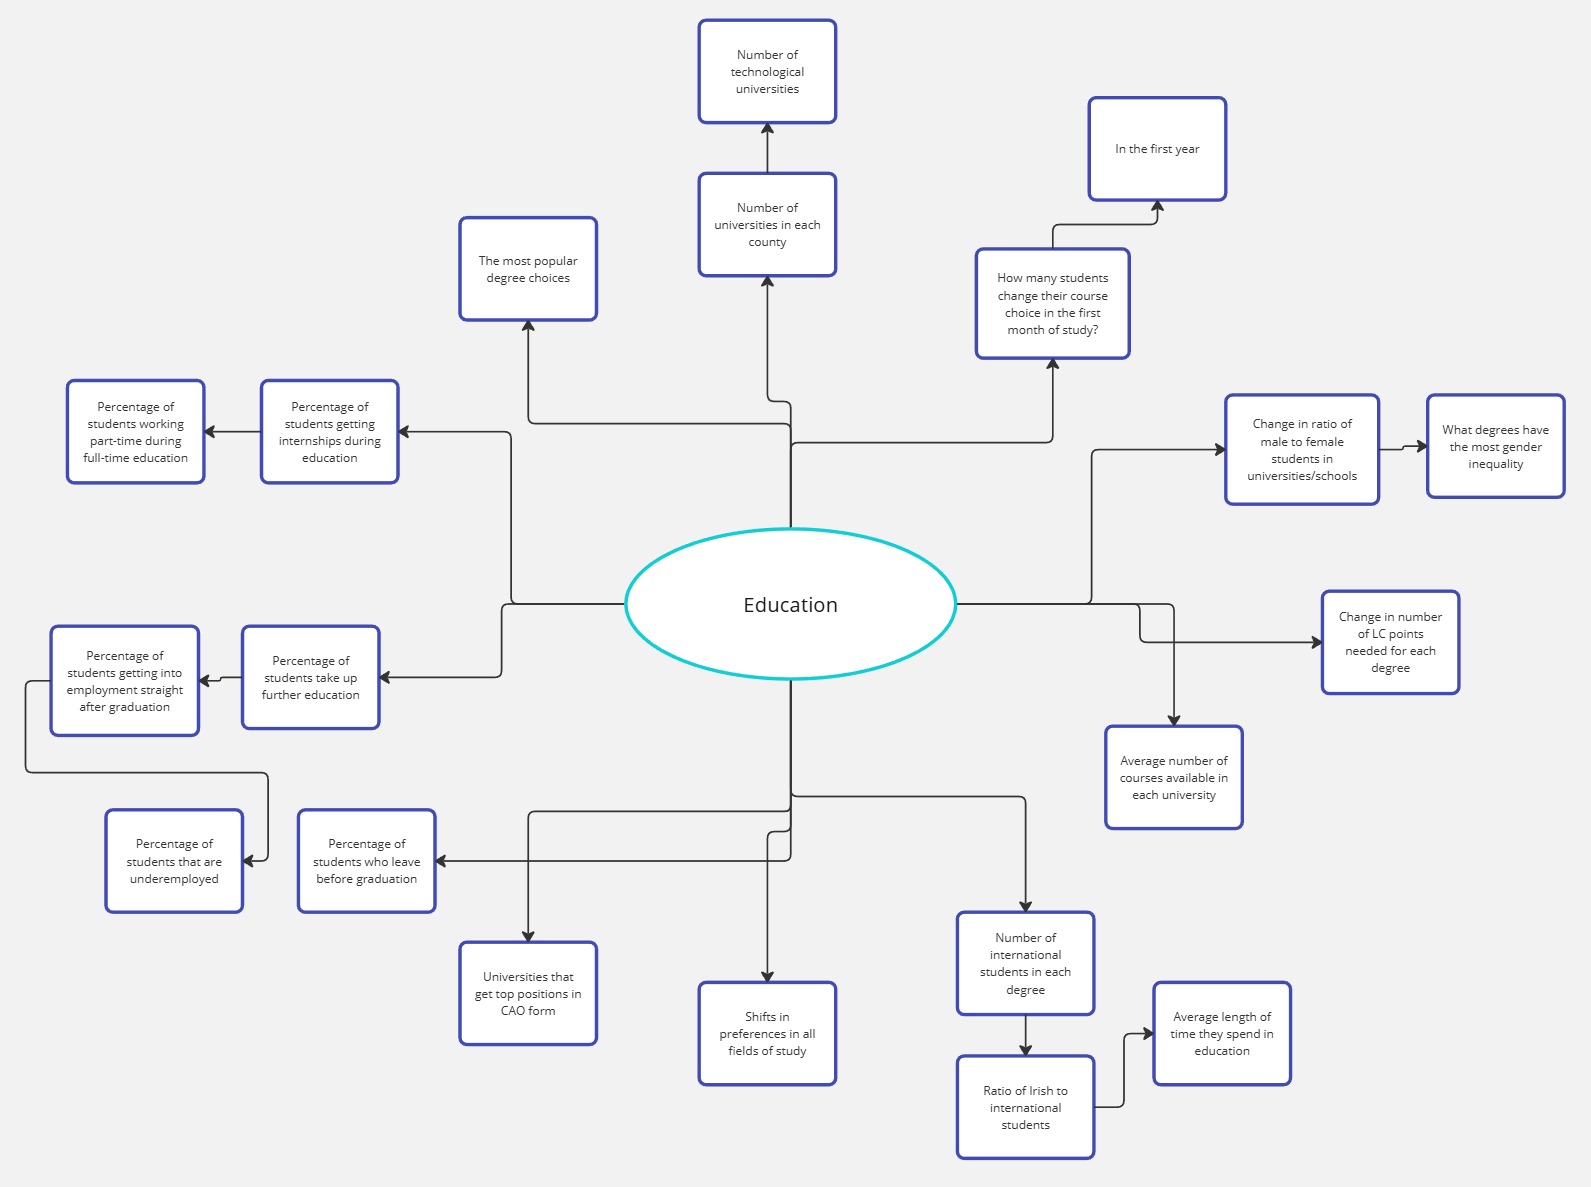 Number of
technological
universities
In the first year
Number of
universities in each
county
The most popular
degree choices
How many students
change their course
choice in the first
month of study?
Percentage of
students working
part-time during
full-time education
Percentage of
students getting
internships during
education
Change in ratio of
male to female
students in
universities/schools
What degrees have
the most gender
inequality
Education
Change in number
of LC points
needed for each
degree
Percentage of
students getting into
employment straight
after graduation
Percentage of
students take up
further education
Average number of
courses available in
each university
Percentage of
students that are
underemployed
Percentage of
students who leave
before graduation
Universities that
get top positions in
CAO form
Shifts in
preferences in all
fields of study
Number of
international
students in each
degree
Average length of
time they spend in
education
Ratio of Irish to
international
students